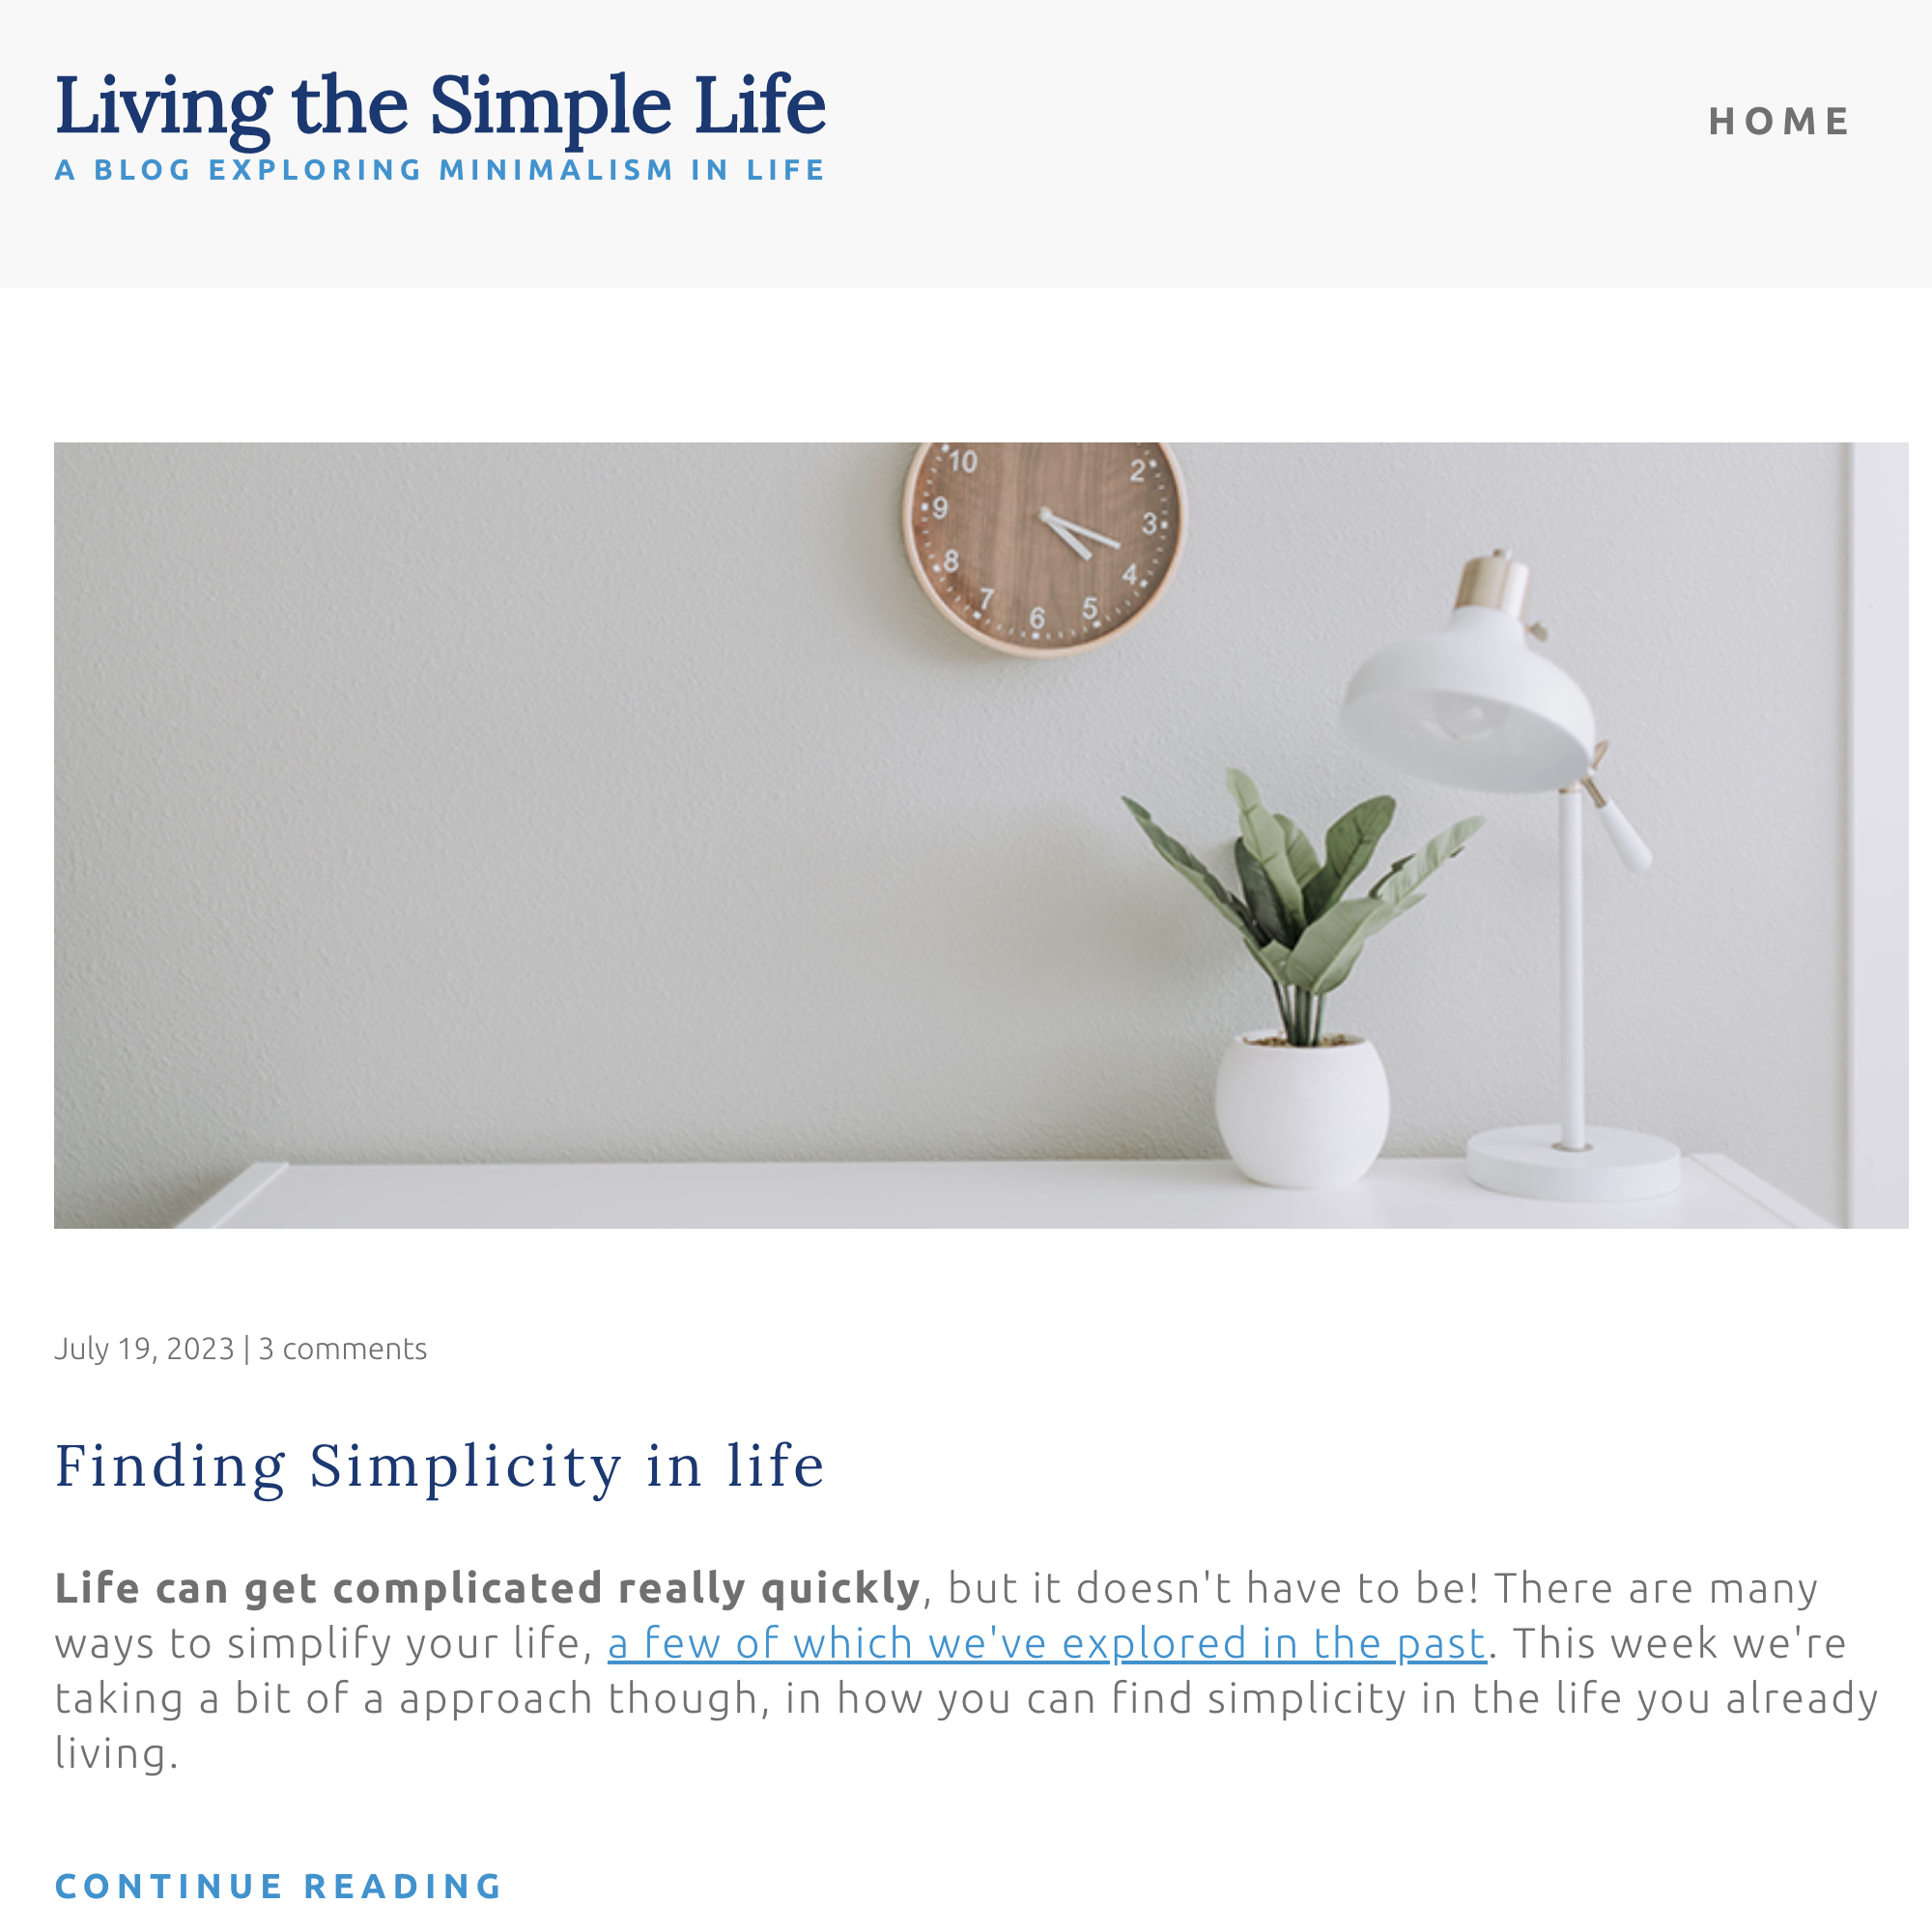 Living the Simple Life
A BLOG EXPLORING MINIMALISM IN LIFE
HOME
10
2
9
3
8
4
7
5
6
July 19, 2023 | 3 comments
Finding Simplicity in life
Life can get complicated really quickly, but it doesn't have to be! There are many
ways to simplify your life, a few of which we've explored in the past. This week we're
taking a bit of a approach though, in how you can find simplicity in the life you already
living.
CONTINUE READING